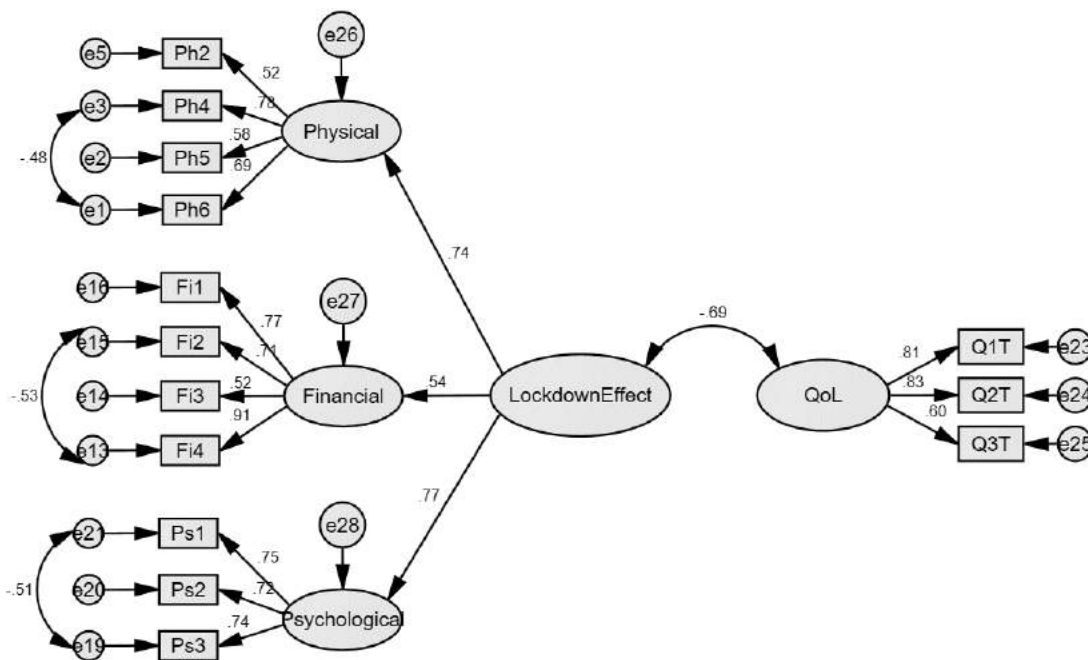 e26
e5 Ph2
.52
e3 Ph4
.78
Physical
-.48
e2 Ph5
.58
.69
e1 Ph6
.74
e16 Fi1
e27
-.69
.77
e15 Fi2
.71
.81 Q1T e23
-.53
e14 Fi3
.52
Financial
.54
LockdownEffect
QoL
.83 Q2T e24
.91
.60
e13 Fi4
Q3T e25
.77
e21 Ps1
e28
.75
-.51
e20 Ps2
.72
Psychological
.74
e19 Ps3